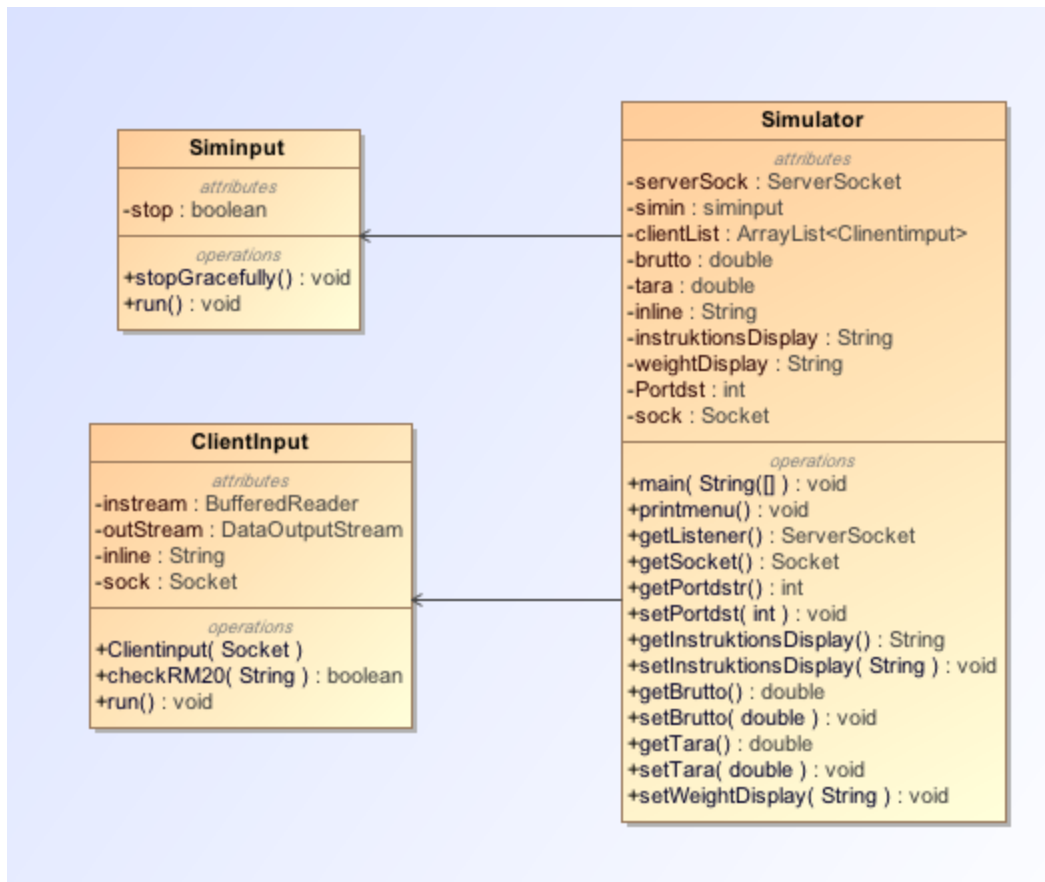 Siminput
attributes
-stop : boolean
operations
+stopGracefully() : void
+run() : void
ClientInput
attributes
-instream : BufferedReader
-outStream : DataOutputStream
-inline : String
-sock : Socket
operations
+Clientinput( Socket )
+checkRM20( String ) : boolean
+run() : void
Simulator
attributes
-serverSock : ServerSocket
-simin : siminput
-clientList : ArrayList<Clinentimput>
-brutto : double
-tara : double
-inline : String
-instruktionsDisplay : String
-weightDisplay : String
-Portdst : int
-sock : Socket
operations
+main( String([] ) : void
+printmenu() : void
+getListener() : ServerSocket
+getSocket() : Socket
+getPortdstr() : int
+setPortdst( int ) : void
+getInstruktionsDisplay() : String
+setInstruktionsDisplay( String ) : void
+getBrutto() : double
+setBrutto( double ) : void
+getTara() : double
+setTara( double ) : void
+setWeightDisplay( String ) : void